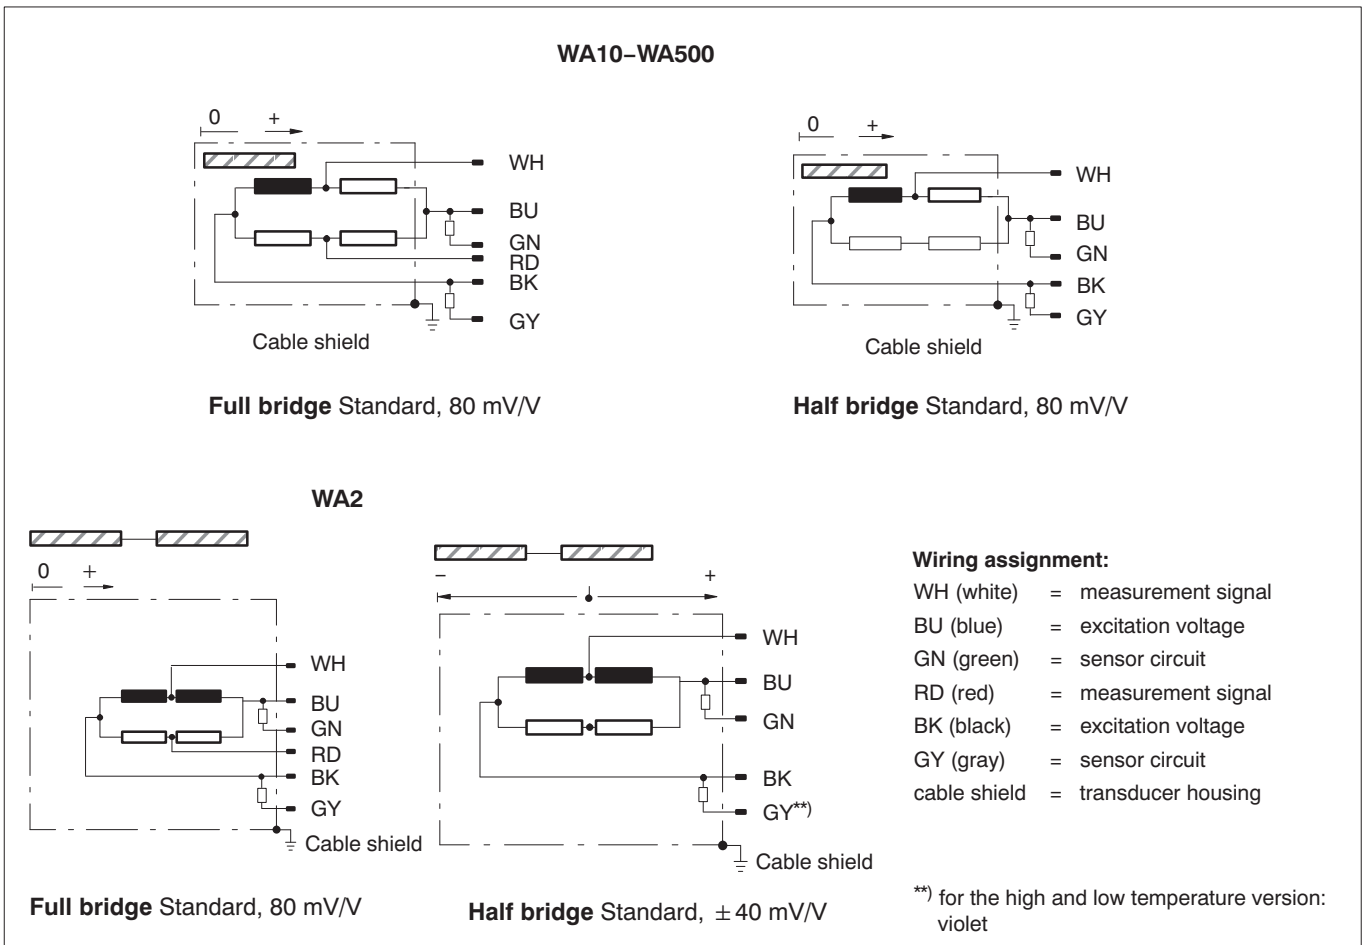 WA10–WA500
0 +
WH
BU
GN
RD
BK
GY
Cable shield
Full bridge Standard, 80 mV/V
0 +
WH
BU
GN
BK
GY
Cable shield
Half bridge Standard, 80 mV/V
WA2
0 +
WH
BU
GN
RD
BK
GY
Cable shield
Full bridge Standard, 80 mV/V
– +
WH
BU
GN
BK
GY**)
Cable shield
Half bridge Standard, ±40 mV/V
Wiring assignment:
WH (white) = measurement signal
BU (blue) = excitation voltage
GN (green) = sensor circuit
RD (red) = measurement signal
BK (black) = excitation voltage
GY (gray) = sensor circuit
cable shield = transducer housing
**) for the high and low temperature version:
violet